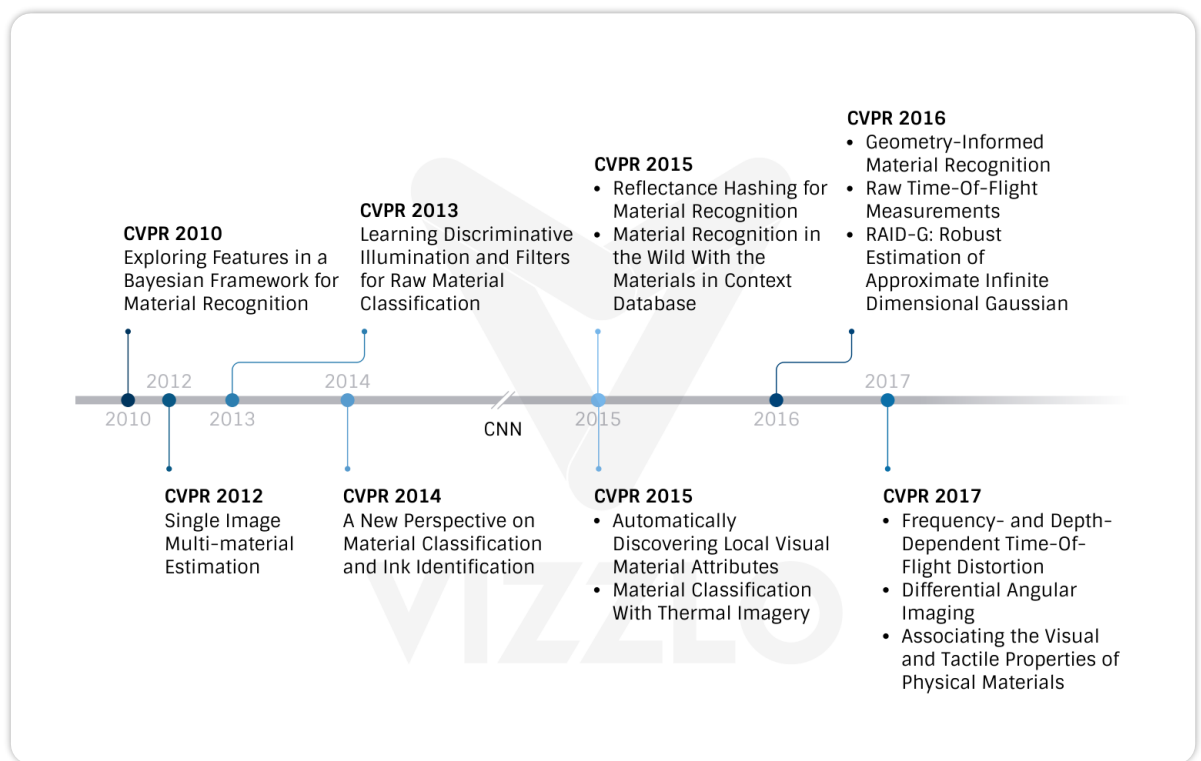 CVPR 2010
Exploring Features in a
Bayesian Framework for
Material Recognition
CVPR 2013
Learning Discriminative
Illumination and Filters
for Raw Material
Classification
CVPR 2015
• Reflectance Hashing for
Material Recognition
• Material Recognition in
the Wild With the
Materials in Context
Database
CVPR 2016
• Geometry-Informed
Material Recognition
• Raw Time-Of-Flight
Measurements
• RAID-G: Robust
Estimation of
Approximate Infinite
Dimensional Gaussian
2012
2014
2017
2010
2013
CNN
2015
2016
CVPR 2012
Single Image
Multi-material
Estimation
CVPR 2014
A New Perspective on
Material Classification
and Ink Identification
CVPR 2015
• Automatically
Discovering Local Visual
Material Attributes
• Material Classification
With Thermal Imagery
CVPR 2017
• Frequency- and Depth-
Dependent Time-Of-
Flight Distortion
• Differential Angular
Imaging
• Associating the Visual
and Tactile Properties of
Physical Materials
VIZZLO